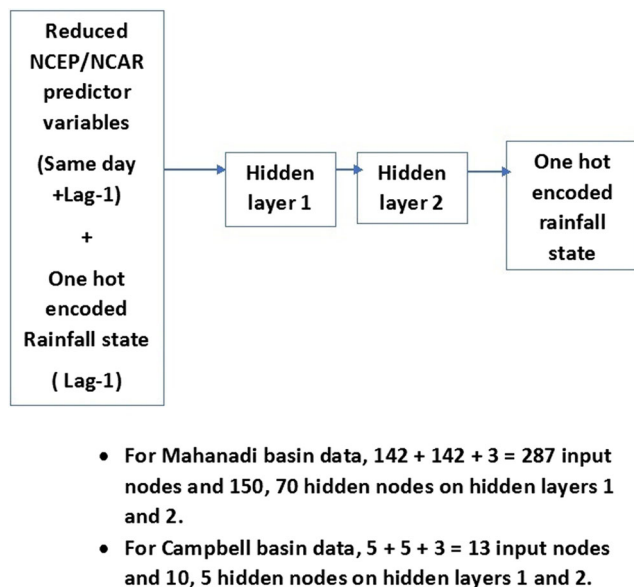 Reduced
NCEP/NCAR
predictor
variables
(Same day
+Lag-1)
+
One hot
encoded
Rainfall state
( Lag-1)
Hidden
layer 1
Hidden
layer 2
One hot
encoded
rainfall
state
• For Mahanadi basin data, 142 + 142 + 3 = 287 input
nodes and 150, 70 hidden nodes on hidden layers 1
and 2.
• For Campbell basin data, 5 + 5 + 3 = 13 input nodes
and 10, 5 hidden nodes on hidden layers 1 and 2.